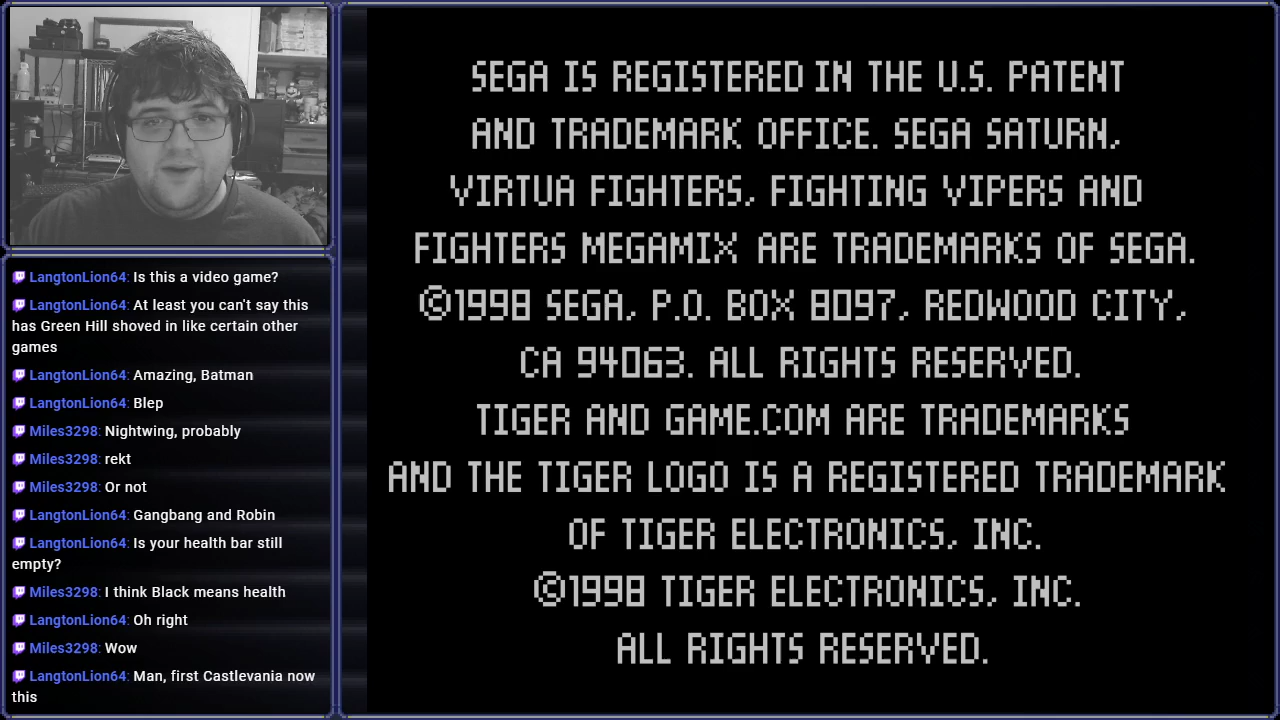 SEGA IS REGISTERED IN THE U.S. PATENT
AND TRADEMARK OFFICE. SEGA SATURN,
VIRTUA FIGHTERS, FIGHTING VIPERS AND
FIGHTERS MEGAMIX ARE TRADEMARKS OF SEGA.
©1998 SEGA, P.O. BOX 8097, REDWOOD CITY,
CA 94063. ALL RIGHTS RESERVED.
TIGER AND GAME.COM ARE TRADEMARKS
AND THE TIGER LOGO IS A REGISTERED TRADEMARK
OF TIGER ELECTRONICS, INC.
©1998 TIGER ELECTRONICS, INC.
ALL RIGHTS RESERVED.
LangtonLion64: Is this a video game?
LangtonLion64: At least you can't say this
has Green Hill shoved in like certain other
games
LangtonLion64: Amazing, Batman
LangtonLion64: Blep
Miles3298: Nightwing, probably
Miles3298: rekt
Miles3298: Or not
LangtonLion64: Gangbang and Robin
LangtonLion64: Is your health bar still
empty?
Miles3298: I think Black means health
LangtonLion64: Oh right
Miles3298: Wow
LangtonLion64: Man, first Castlevania now
this